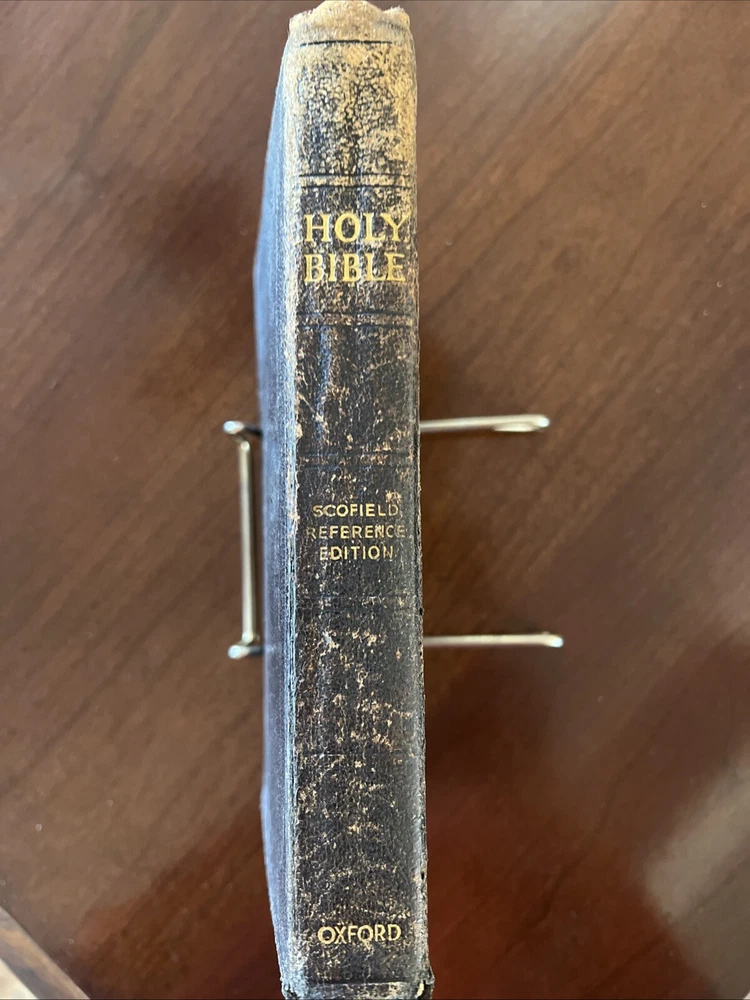 HOLY
BIBLE
SCOFIELD
REFERENCE
EDITION
OXFORD